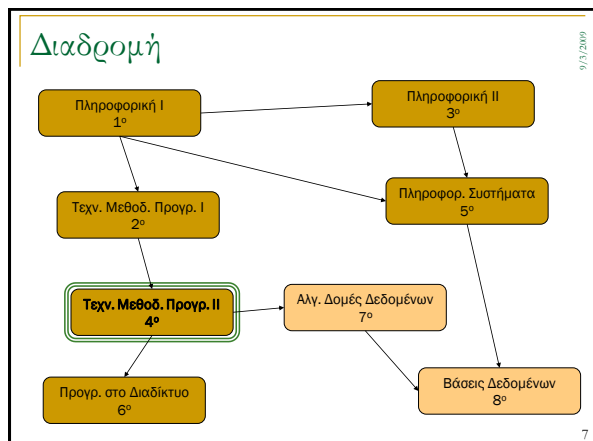 Διαδρομή
9/3/2009
Πληροφορική Ι
1ο
Πληροφορική ΙΙ
3ο
Τεχν. Μεθοδ. Προγρ. Ι
2ο
Πληροφορ. Συστήματα
5ο
Τεχν. Μεθοδ. Προγρ. ΙΙ
4ο
Αλγ. Δομές Δεδομένων
7ο
Προγρ. στο Διαδίκτυο
6ο
Βάσεις Δεδομένων
8ο
7